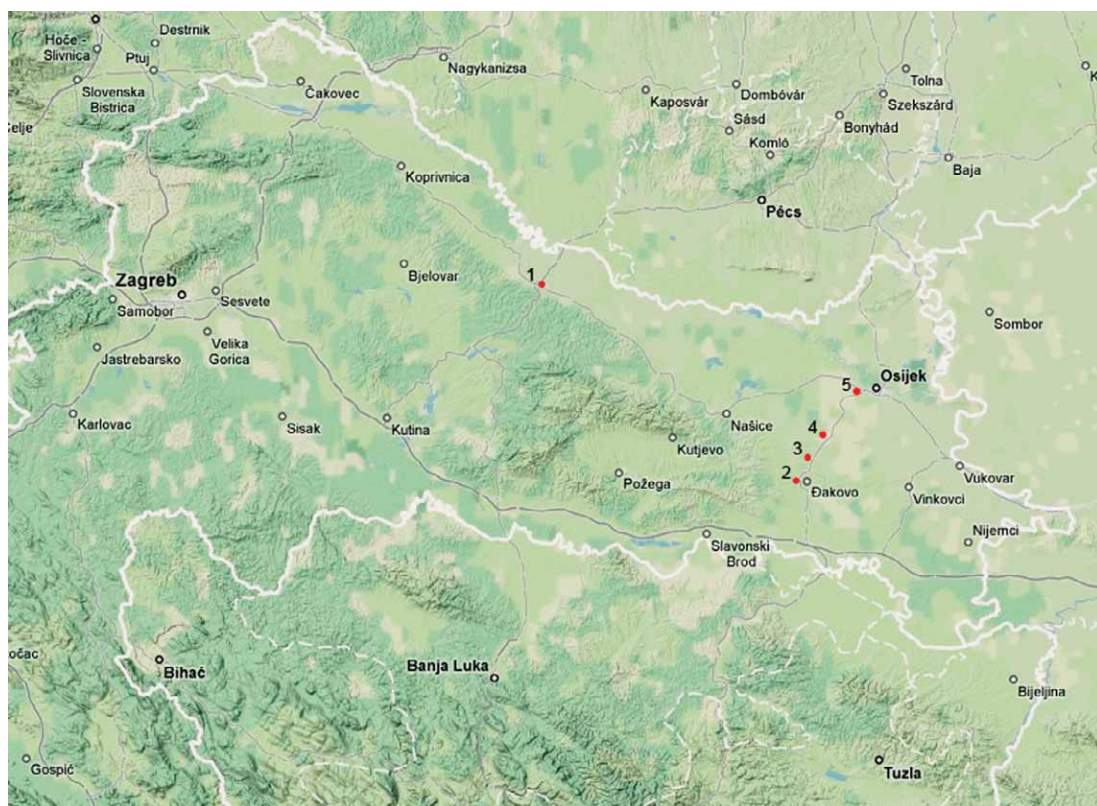 Destrnik
Hoče -
Slivnica
Ptuj
Slovenska
Bistrica
Celje
Čakovec
Nagykanizsa
Kaposvár
Dombóvár
Sásd
Komló
Bonyhád
Tolna
Szekszárd
Baja
Pécs
Koprivnica
Bjelovar
1
Zagreb
Sesvete
Samobor
Velika
Gorica
Jastrebarsko
Sombor
Karlovac
Sisak
Kutina
Osijek
5
Našice
4
Kutjevo
3
Požega
2
Đakovo
Vukovar
Vinkovci
Nijemci
Slavonski
Brod
očac
Bihać
Banja Luka
Bijeljina
Gospić
Tuzla